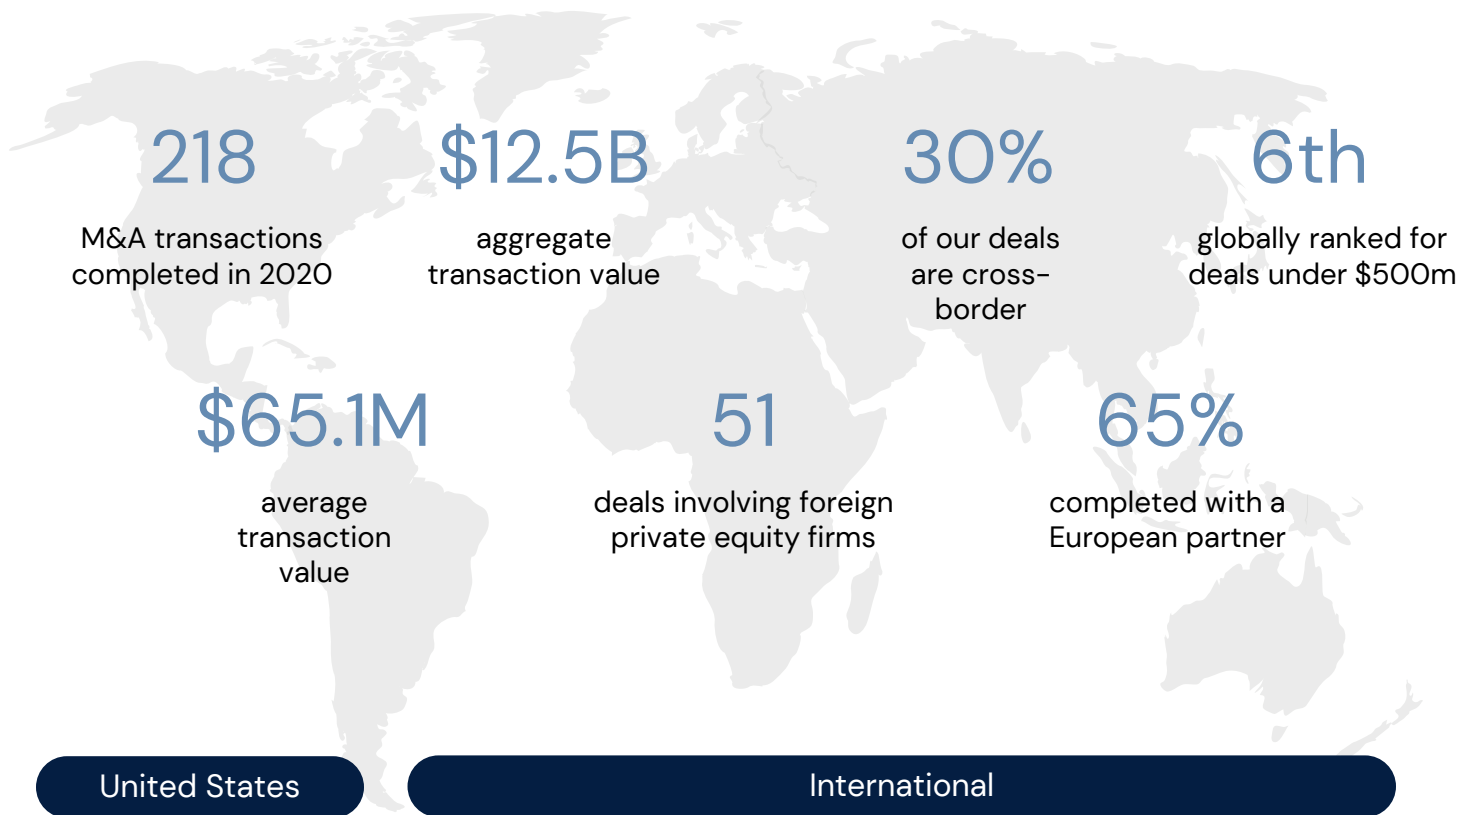 218
M&A transactions
completed in 2020
$12.5B
aggregate
transaction value
30%
of our deals
are cross-
border
6th
globally ranked for
deals under $500m
$65.1M
average
transaction
value
51
deals involving foreign
private equity firms
65%
completed with a
European partner
United States
International